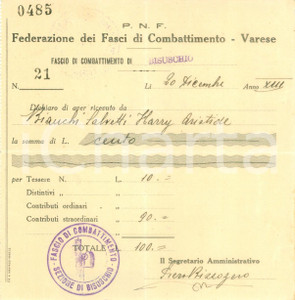 0485
P. N. F.
Federazione dei Fasci di Combattimento - Varese
FASCIO DI COMBATTIMENTO DI BISUSCHIO
N. 21 Lì 20 Dicembre Anno XIII
Dichiaro di aver ricevuto da
Bianchi Salvetti Harry Aristide
la somma di L. cento
per Tessere N. L. 10.=
Distintivi „ „
Contributi ordinari „
Contributi straordinari „ 90.=
TOTALE 100.=
FASCIO DI COMBATTIMENTO
SEZIONE DI BISUSCHIO
Il Segretario Amministrativo